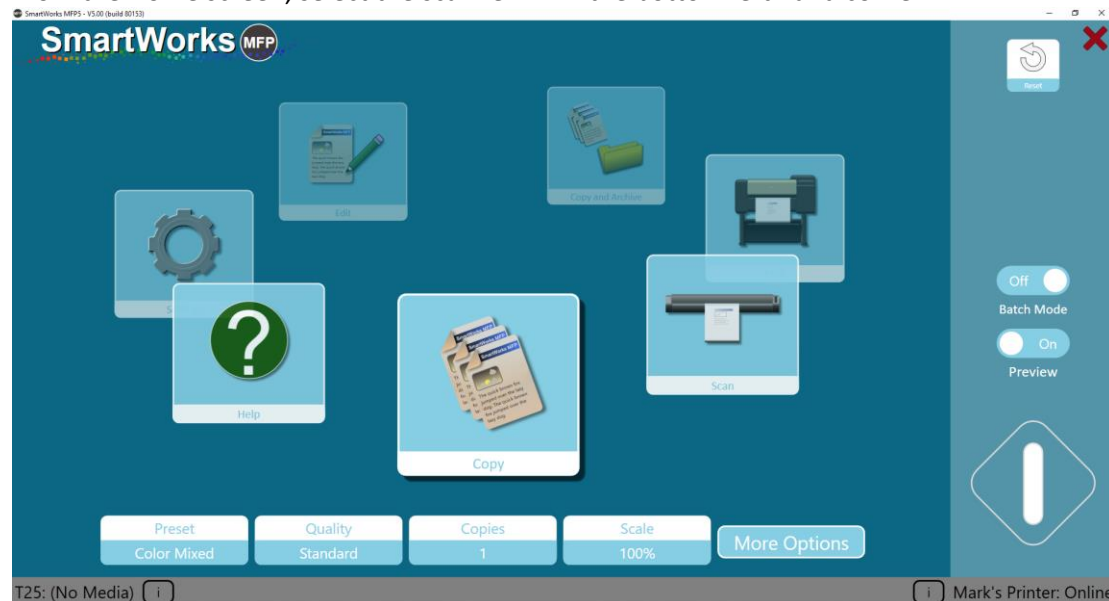 SmartWorks MFP5 - V5.00 (build 80153)
SmartWorks MFP
Reset
Edit
Copy and Archive
Help
Scan
Copy
Off
Batch Mode
On
Preview
Preset
Color Mixed
Quality
Standard
Copies
1
Scale
100%
More Options
T25: (No Media) i
i Mark's Printer: Online